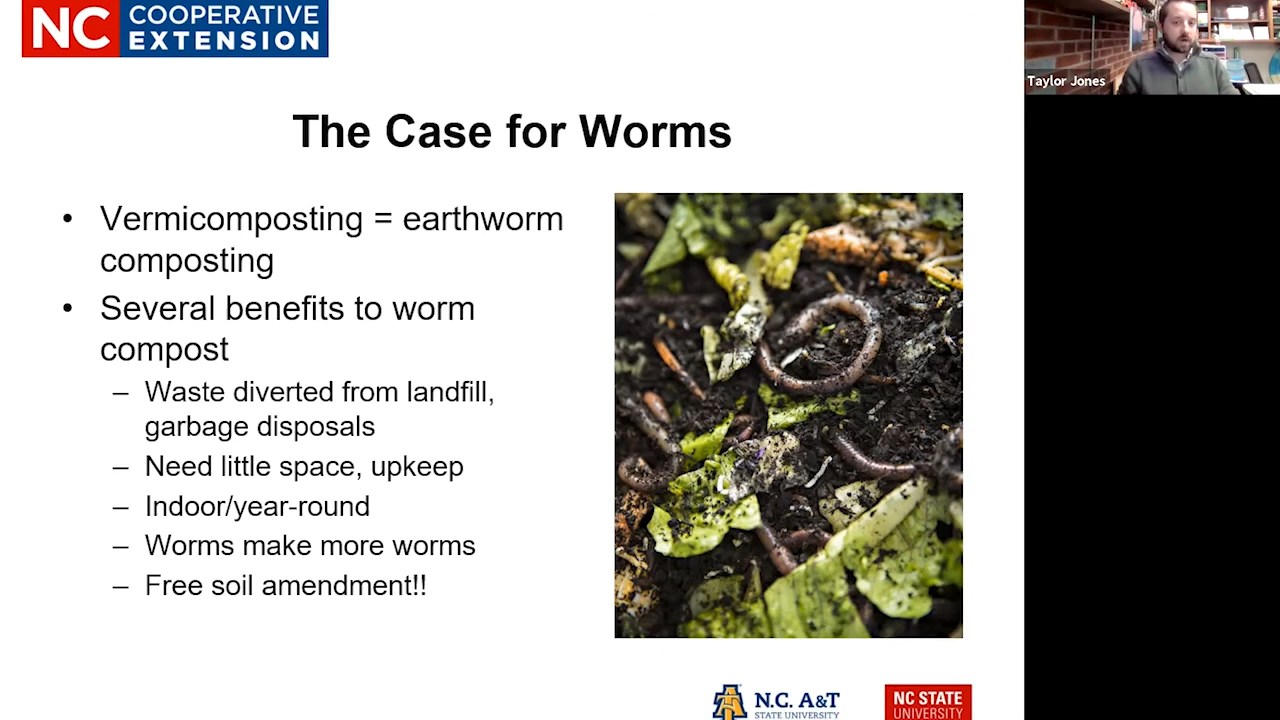 NC COOPERATIVE
EXTENSION
Taylor Jones
The Case for Worms
• Vermicomposting = earthworm
composting
• Several benefits to worm
compost
– Waste diverted from landfill,
garbage disposals
– Need little space, upkeep
– Indoor/year-round
– Worms make more worms
– Free soil amendment!!
N.C. A&T
STATE UNIVERSITY
NC STATE
UNIVERSITY